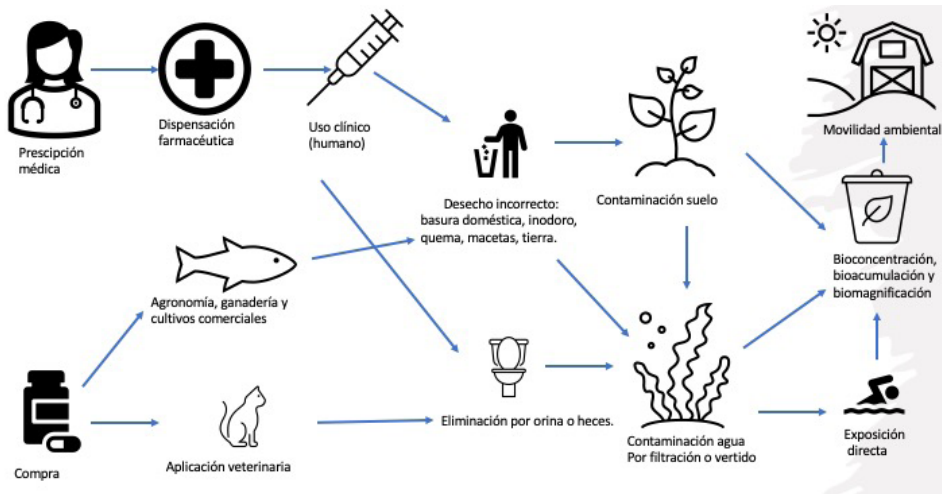 Prescipción
médica
Dispensación
farmacéutica
Uso clínico
(humano)
Desecho incorrecto:
basura doméstica, inodoro,
quema, macetas, tierra.
Contaminación suelo
Movilidad ambiental
Bioconcentración,
bioacumulación y
biomagnificación
Agronomía, ganadería y
cultivos comerciales
Compra
Aplicación veterinaria
Eliminación por orina o heces.
Contaminación agua
Por filtración o vertido
Exposición
directa